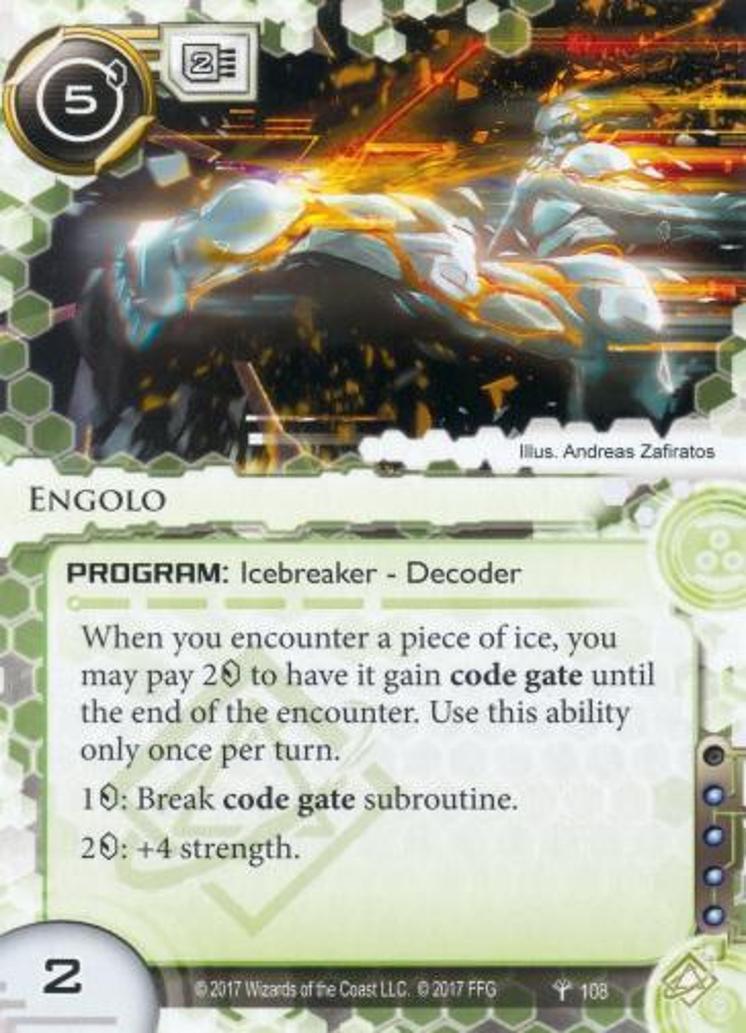 5
2
Illus. Andreas Zafiratos
ENGOLO
PROGRAM: Icebreaker - Decoder
When you encounter a piece of ice, you
may pay 2 to have it gain code gate until
the end of the encounter. Use this ability
only once per turn.
1: Break code gate subroutine.
2: +4 strength.
2
© 2017 Wizards of the Coast LLC. © 2017 FFG 108